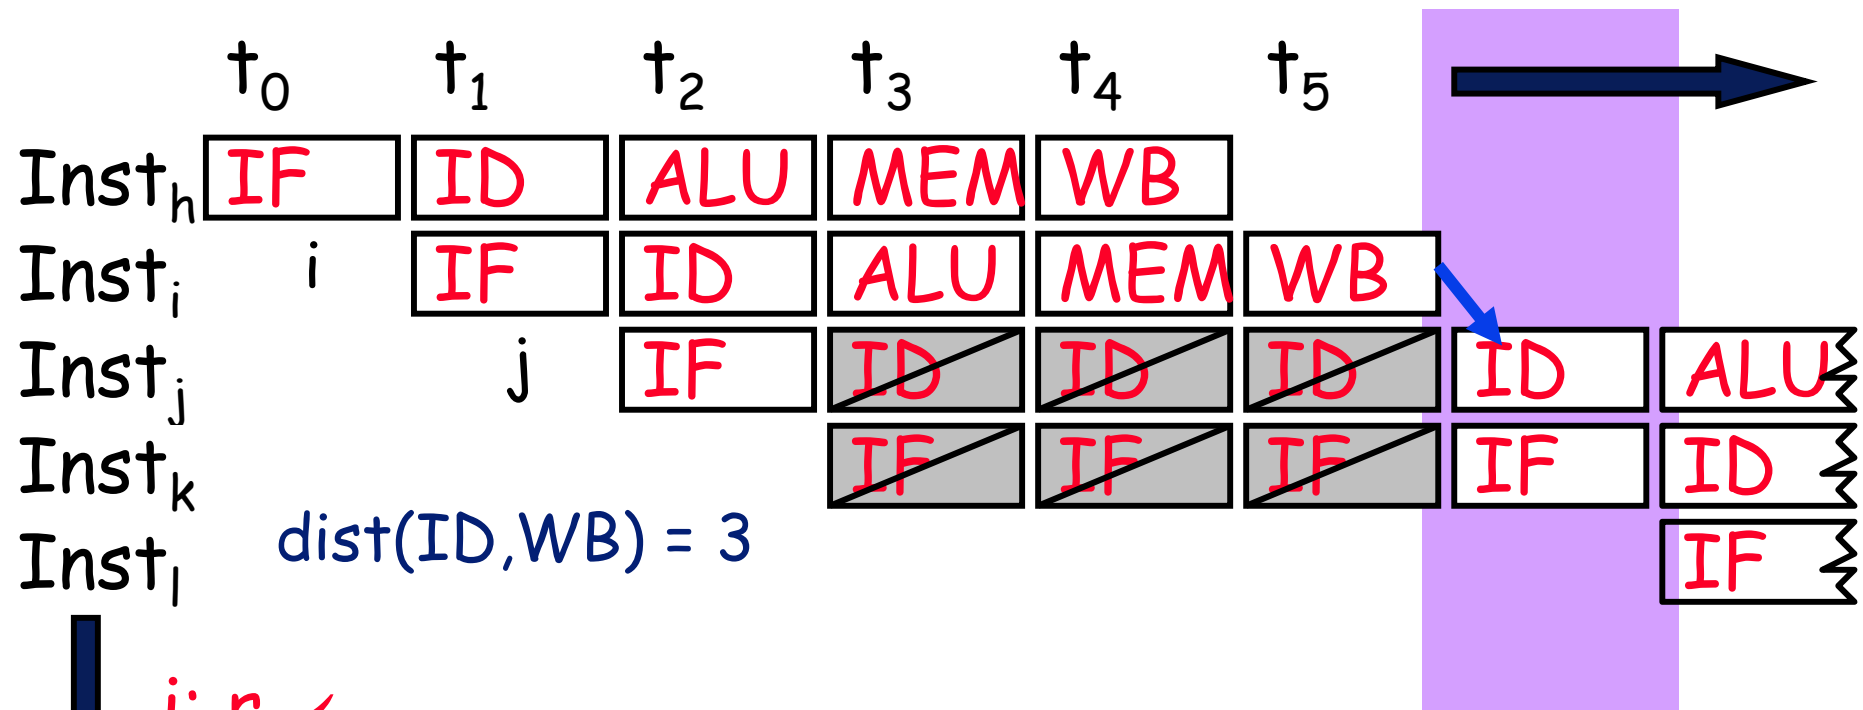 t0 t1 t2 t3 t4 t5
Insth IF ID ALU MEM WB
Insti i IF ID ALU MEM WB
Instj j IF ID ID ID ID ALU
Instk IF IF IF IF ID
Instl IF
dist(ID,WB) = 3